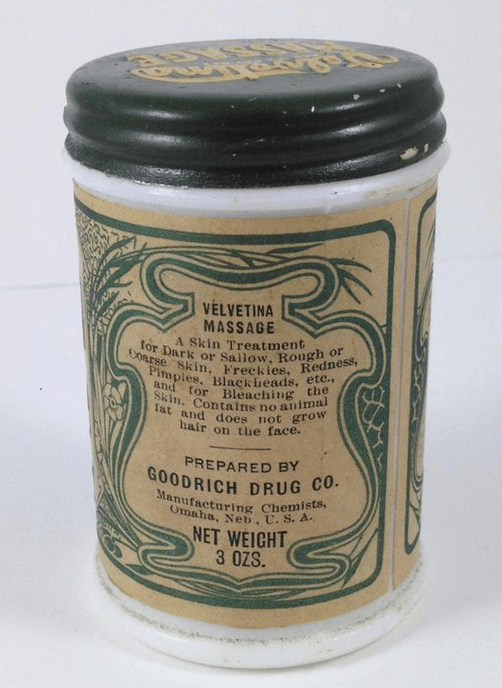 Velvetina
MASSAGE
VELVETINA
MASSAGE
A Skin Treatment
for Dark or Sallow, Rough or
Coarse Skin, Freckles, Redness,
Pimples, Blackheads, etc.,
and for Bleaching the
Skin. Contains no animal
fat and does not grow
hair on the face.
PREPARED BY
GOODRICH DRUG CO.
Manufacturing Chemists,
Omaha, Neb., U. S. A.
NET WEIGHT
3 OZS.